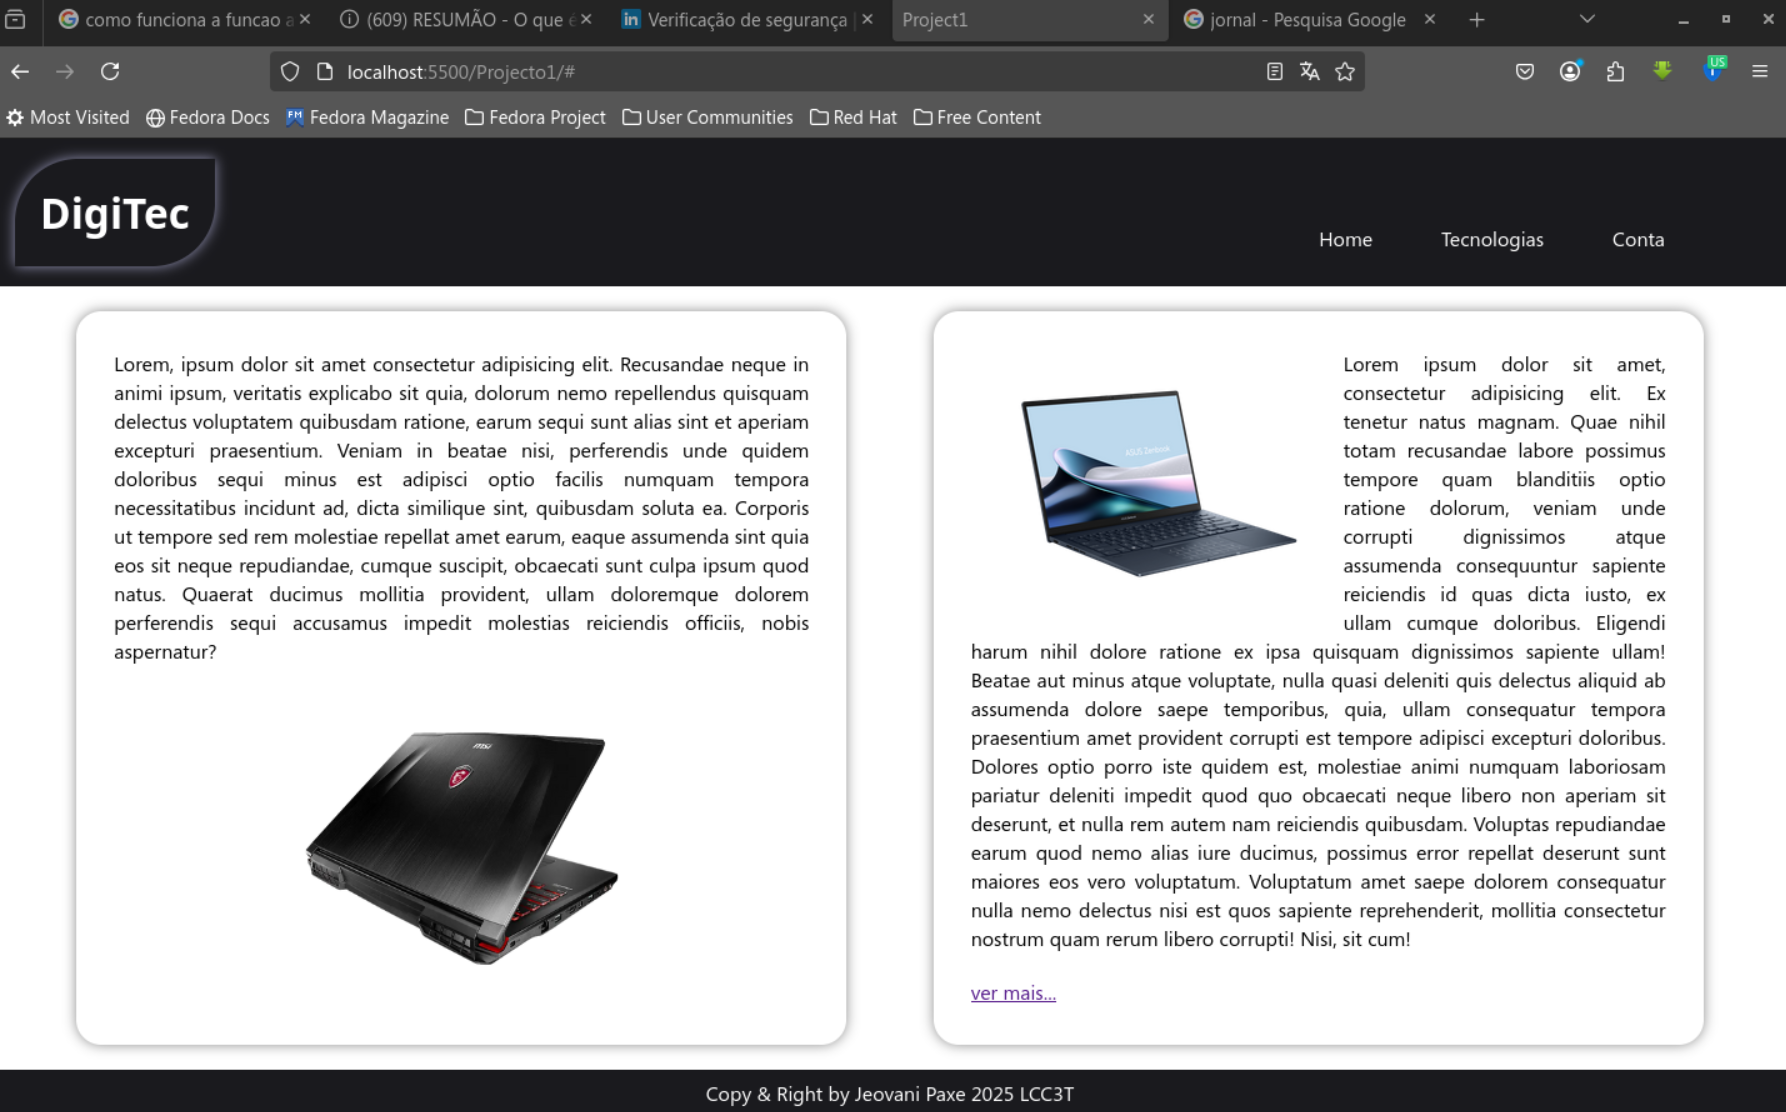 como funciona a funcao a
(609) RESUMÃO - O que é
Verificação de segurança |
Project1
jornal - Pesquisa Google
localhost:5500/Projecto1/#
US
Most Visited
Fedora Docs
FM
Fedora Magazine
Fedora Project
User Communities
Red Hat
Free Content
DigiTec
Home
Tecnologias
Conta
Lorem, ipsum dolor sit amet consectetur adipisicing elit. Recusandae neque in
animi ipsum, veritatis explicabo sit quia, dolorum nemo repellendus quisquam
delectus voluptatem quibusdam ratione, earum sequi sunt alias sint et aperiam
excepturi praesentium. Veniam in beatae nisi, perferendis unde quidem
doloribus sequi minus est adipisci optio facilis numquam tempora
necessitatibus incidunt ad, dicta similique sint, quibusdam soluta ea. Corporis
ut tempore sed rem molestiae repellat amet earum, eaque assumenda sint quia
eos sit neque repudiandae, cumque suscipit, obcaecati sunt culpa ipsum quod
natus. Quaerat ducimus mollitia provident, ullam doloremque dolorem
perferendis sequi accusamus impedit molestias reiciendis officiis, nobis
aspernatur?
msi
ASUS Zenbook
Lorem ipsum dolor sit amet,
consectetur adipisicing elit. Ex
tenetur natus magnam. Quae nihil
totam recusandae labore possimus
tempore quam blanditiis optio
ratione dolorum, veniam unde
corrupti dignissimos atque
assumenda consequuntur sapiente
reiciendis id quas dicta iusto, ex
ullam cumque doloribus. Eligendi
harum nihil dolore ratione ex ipsa quisquam dignissimos sapiente ullam!
Beatae aut minus atque voluptate, nulla quasi deleniti quis delectus aliquid ab
assumenda dolore saepe temporibus, quia, ullam consequatur tempora
praesentium amet provident corrupti est tempore adipisci excepturi doloribus.
Dolores optio porro iste quidem est, molestiae animi numquam laboriosam
pariatur deleniti impedit quod quo obcaecati neque libero non aperiam sit
deserunt, et nulla rem autem nam reiciendis quibusdam. Voluptas repudiandae
earum quod nemo alias iure ducimus, possimus error repellat deserunt sunt
maiores eos vero voluptatum. Voluptatum amet saepe dolorem consequatur
nulla nemo delectus nisi est quos sapiente reprehenderit, mollitia consectetur
nostrum quam rerum libero corrupti! Nisi, sit cum!
ver mais...
Copy & Right by Jeovani Paxe 2025 LCC3T